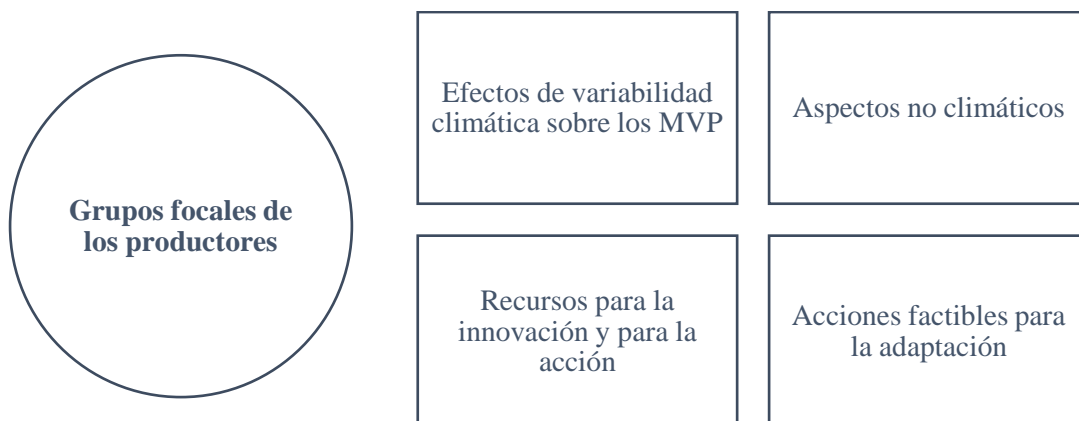 Grupos focales de
los productores
Efectos de variabilidad
climática sobre los MVP
Aspectos no climáticos
Recursos para la
innovación y para la
acción
Acciones factibles para
la adaptación